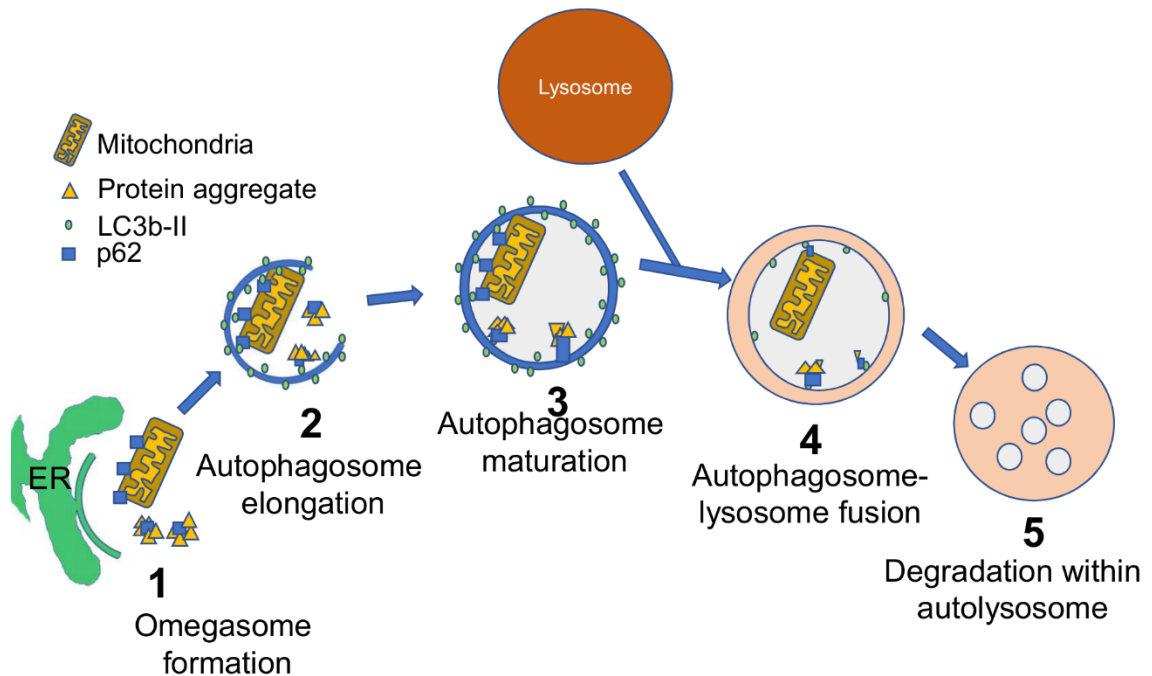 Lysosome
Mitochondria
Protein aggregate
LC3b-II
p62
ER
1
Omegasome
formation
2
Autophagosome
elongation
3
Autophagosome
maturation
4
Autophagosome-
lysosome fusion
5
Degradation within
autolysosome